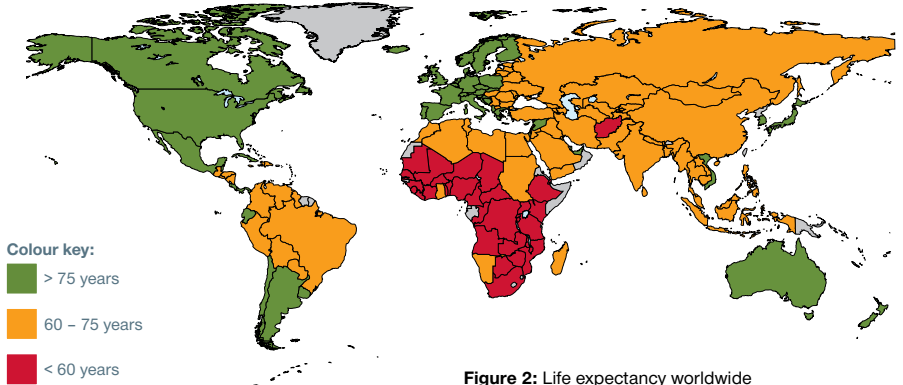 Colour key:
> 75 years
60 – 75 years
< 60 years
Figure 2: Life expectancy worldwide